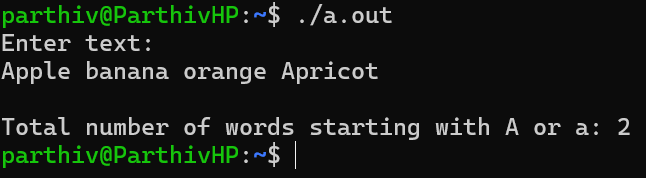 parthiv@ParthivHP:~$ ./a.out
Enter text:
Apple banana orange Apricot
Total number of words starting with A or a: 2
parthiv@ParthivHP:~$